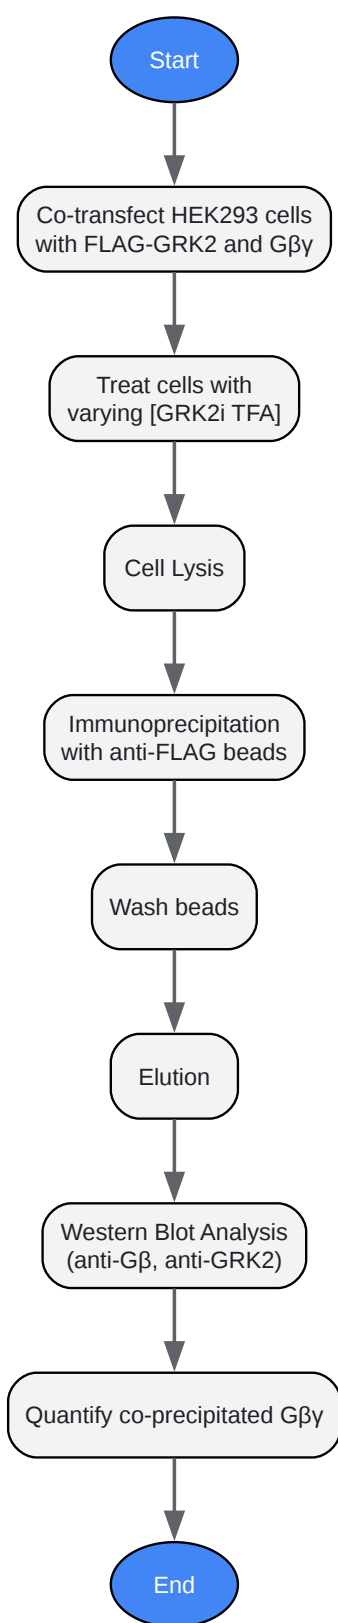 Start
Co-transfect HEK293 cells
with FLAG-GRK2 and Gβγ
Treat cells with
varying [GRK2i TFA]
Cell Lysis
Immunoprecipitation
with anti-FLAG beads
Wash beads
Elution
Western Blot Analysis
(anti-Gβ, anti-GRK2)
Quantify co-precipitated Gβγ
End